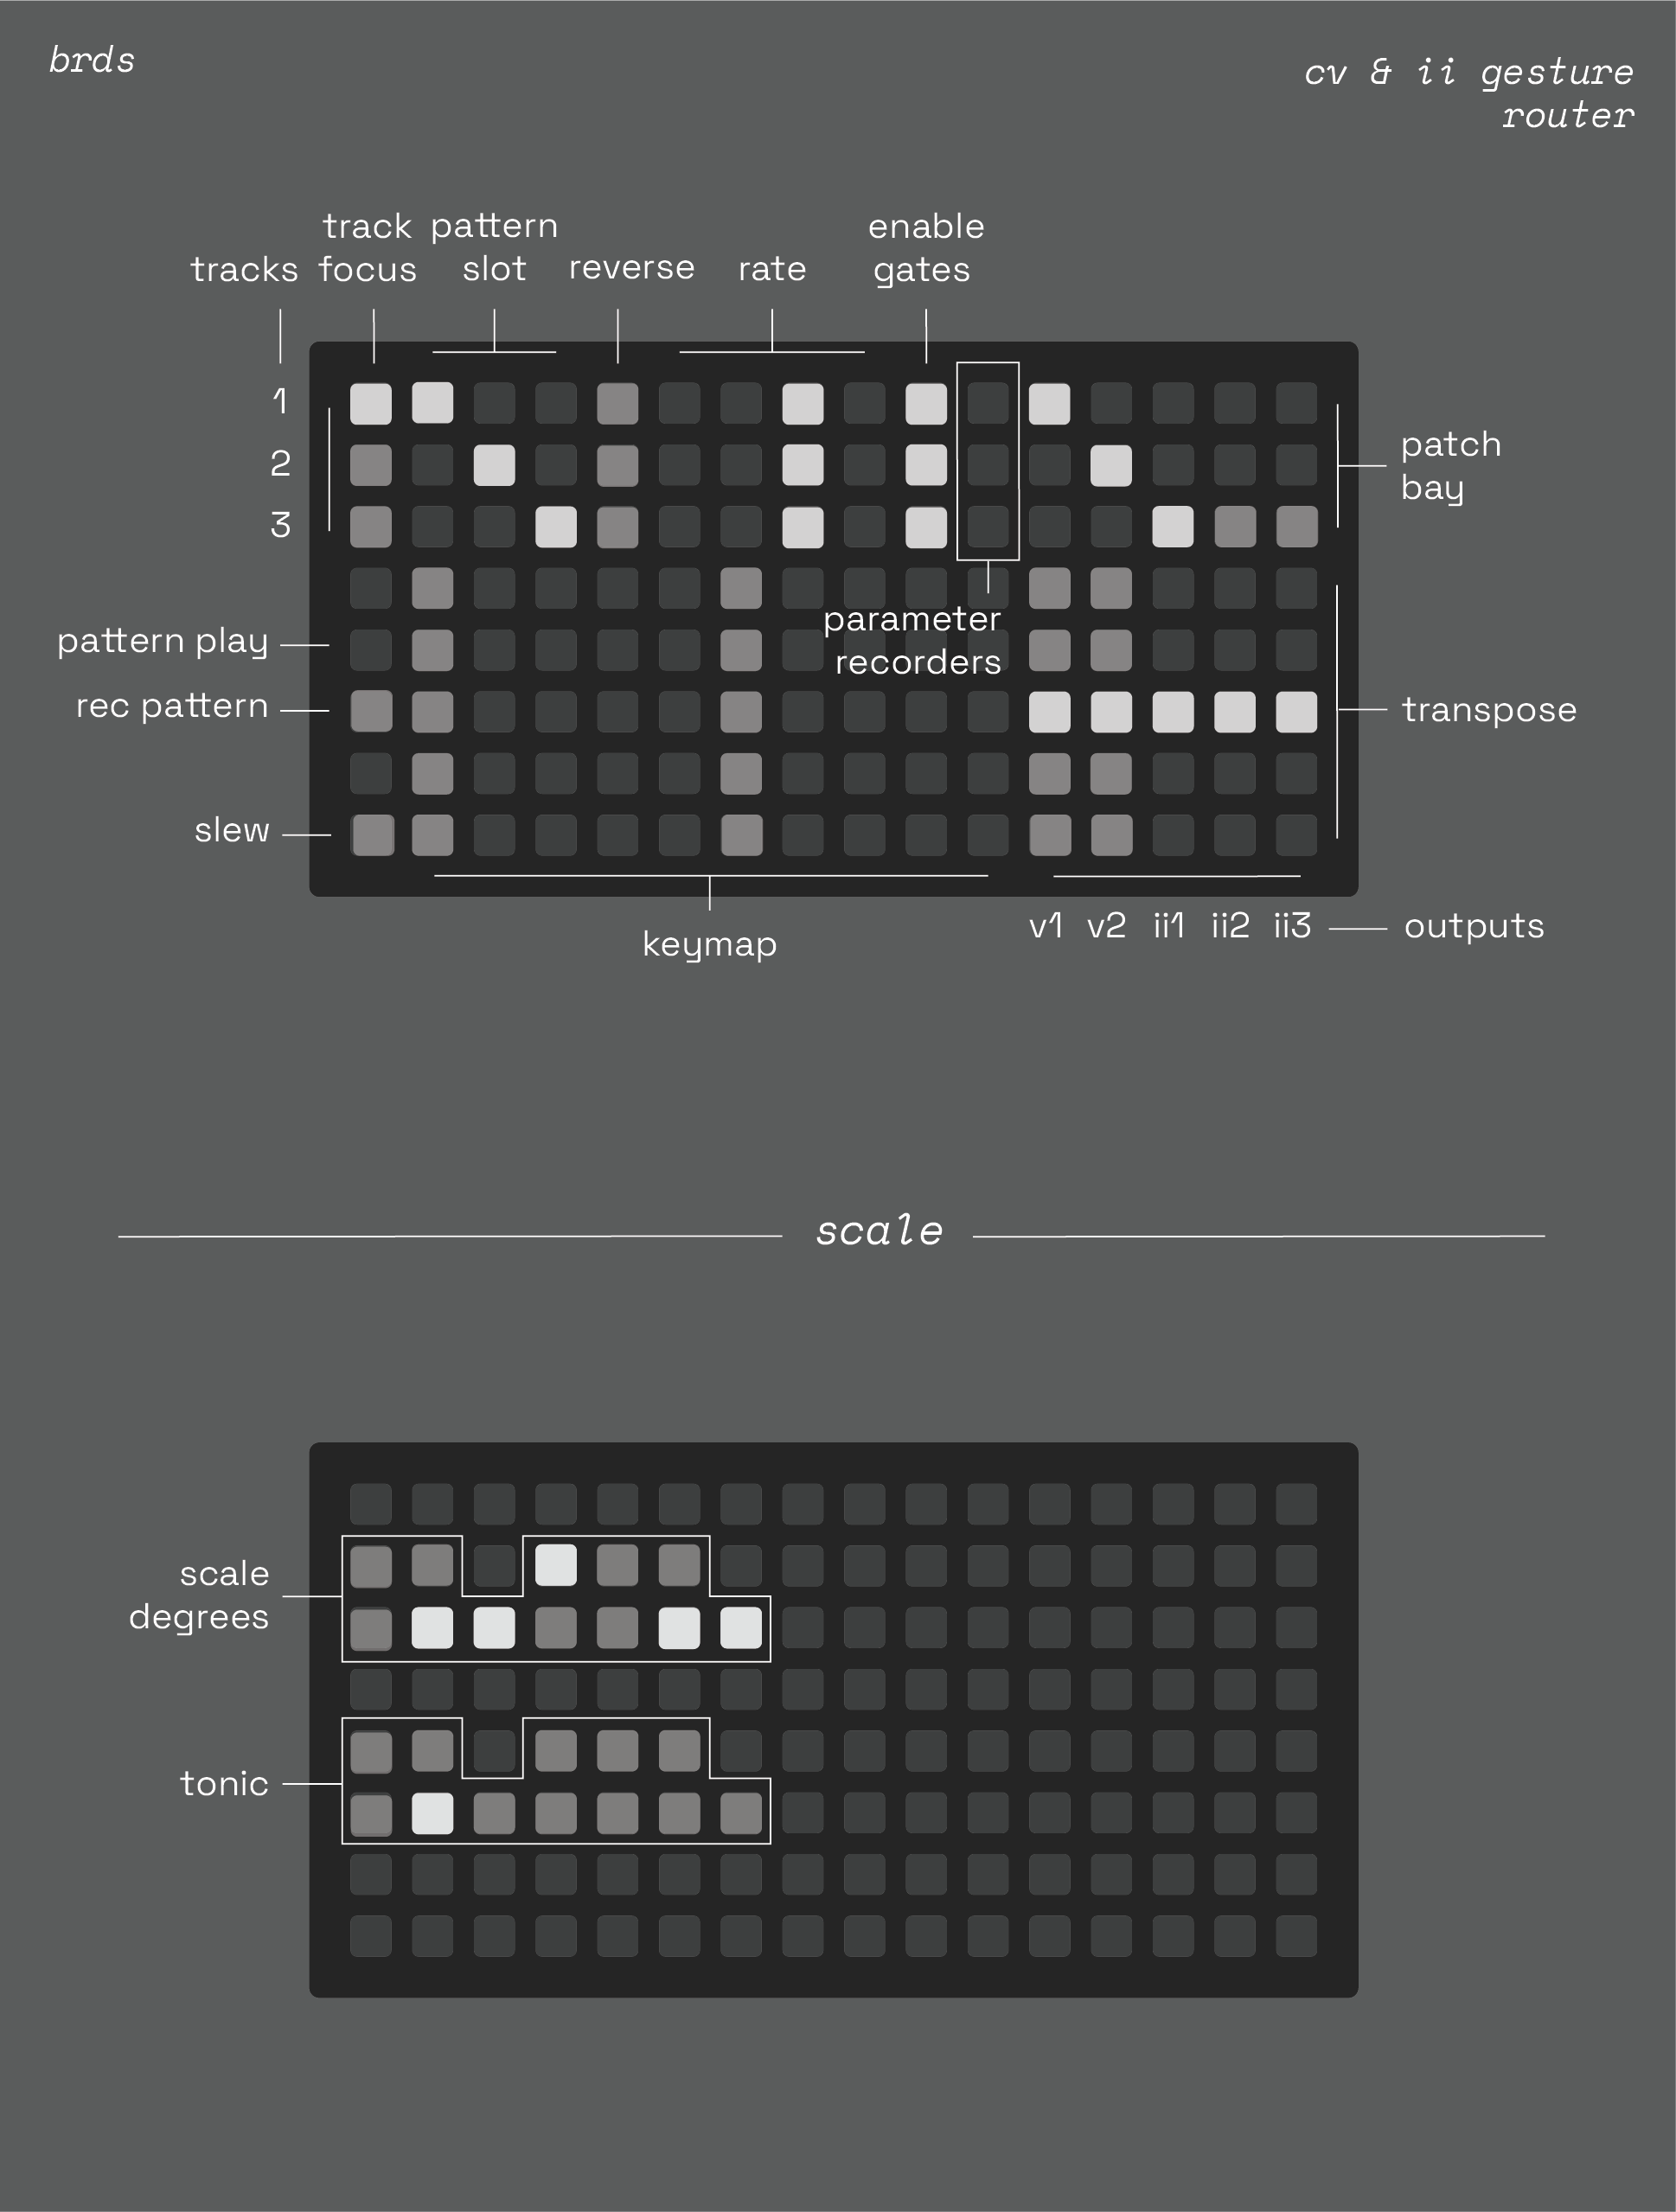 brds
cv & ii gesture
router
tracks
track
focus
pattern
slot
reverse
rate
enable
gates
1
2
3
patch
bay
parameter
recorders
pattern play
rec pattern
transpose
slew
keymap
v1 v2 ii1 ii2 ii3
outputs
scale
scale
degrees
tonic